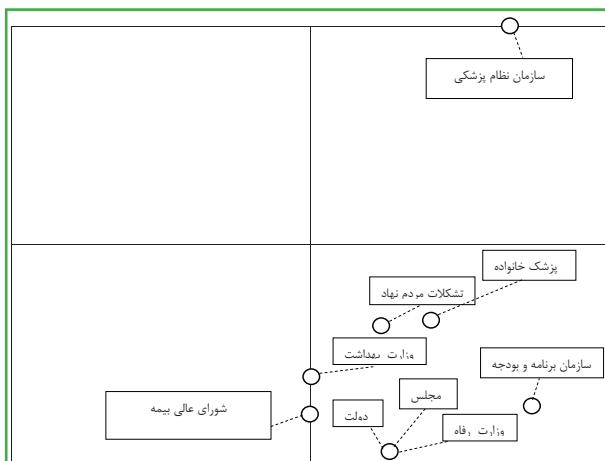 سازمان نظام پزشکی
پزشک خانواده
تشکلات مردم نهاد
وزارت بهداشت
سازمان برنامه و بودجه
مجلس
شورای عالی بیمه
دولت
وزارت رفاه